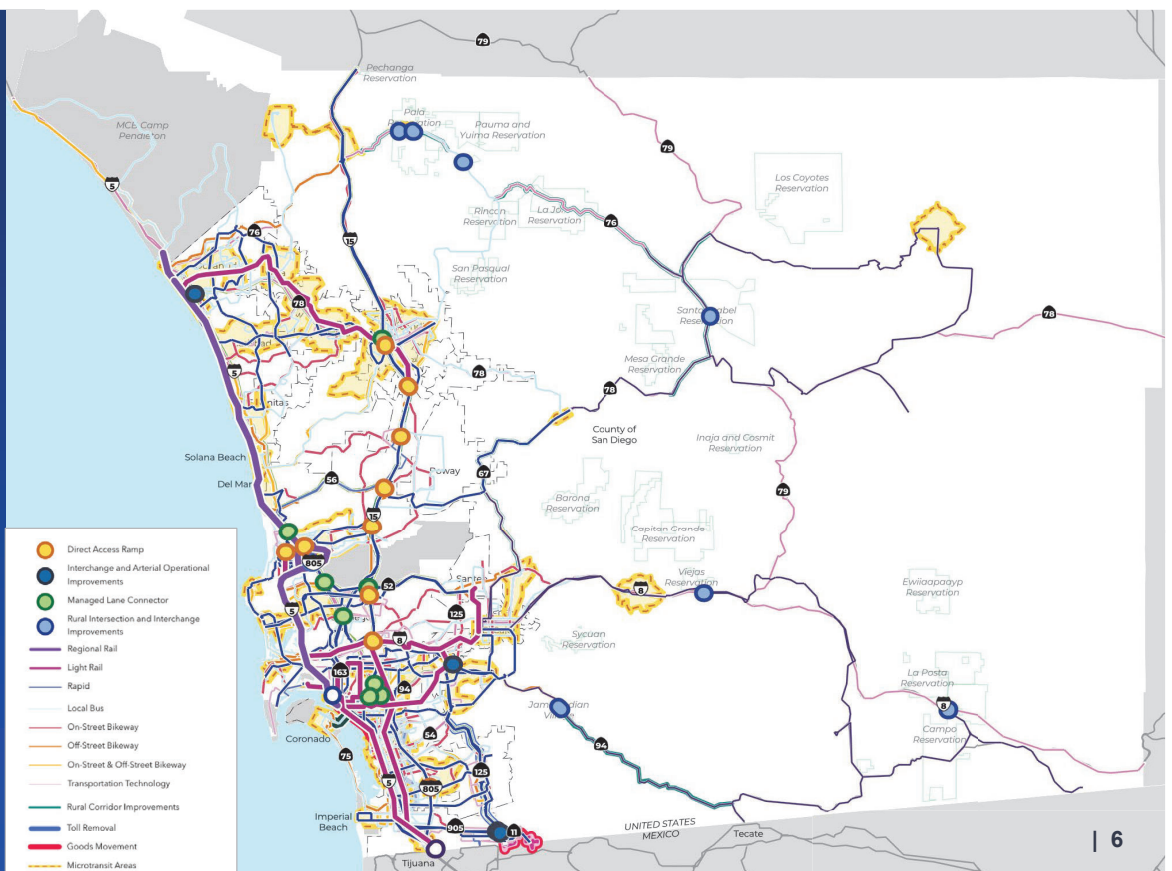 79
Pechanga
Reservation
MCB Camp
Pendleton
Pala
Reservation
Pauma and
Yuima Reservation
5
79
Los Coyotes
Reservation
15
76
Rincon
Reservation
La Jolla
Reservation
76
San Pasqual
Reservation
78
Santa Ysabel
Reservation
78
Mesa Grande
Reservation
5
78
78
County of
San Diego
Inaja and Cosmit
Reservation
Solana Beach
Del Mar
56
Poway
67
79
Barona
Reservation
15
Capitan Grande
Reservation
805
52
Santee
8
Viejas
Reservation
Ewiiaapaayp
Reservation
5
125
8
Sycuan
Reservation
163
94
La Posta
Reservation
8
Campo
Reservation
Jamul Indian
Village
Coronado
54
94
75
125
5
805
Imperial
Beach
905
11
UNITED STATES
MEXICO
Tecate
Tijuana
Direct Access Ramp
Interchange and Arterial Operational
Improvements
Managed Lane Connector
Rural Intersection and Interchange
Improvements
Regional Rail
Light Rail
Rapid
Local Bus
On-Street Bikeway
Off-Street Bikeway
On-Street & Off-Street Bikeway
Transportation Technology
Rural Corridor Improvements
Toll Removal
Goods Movement
Microtransit Areas
| 6